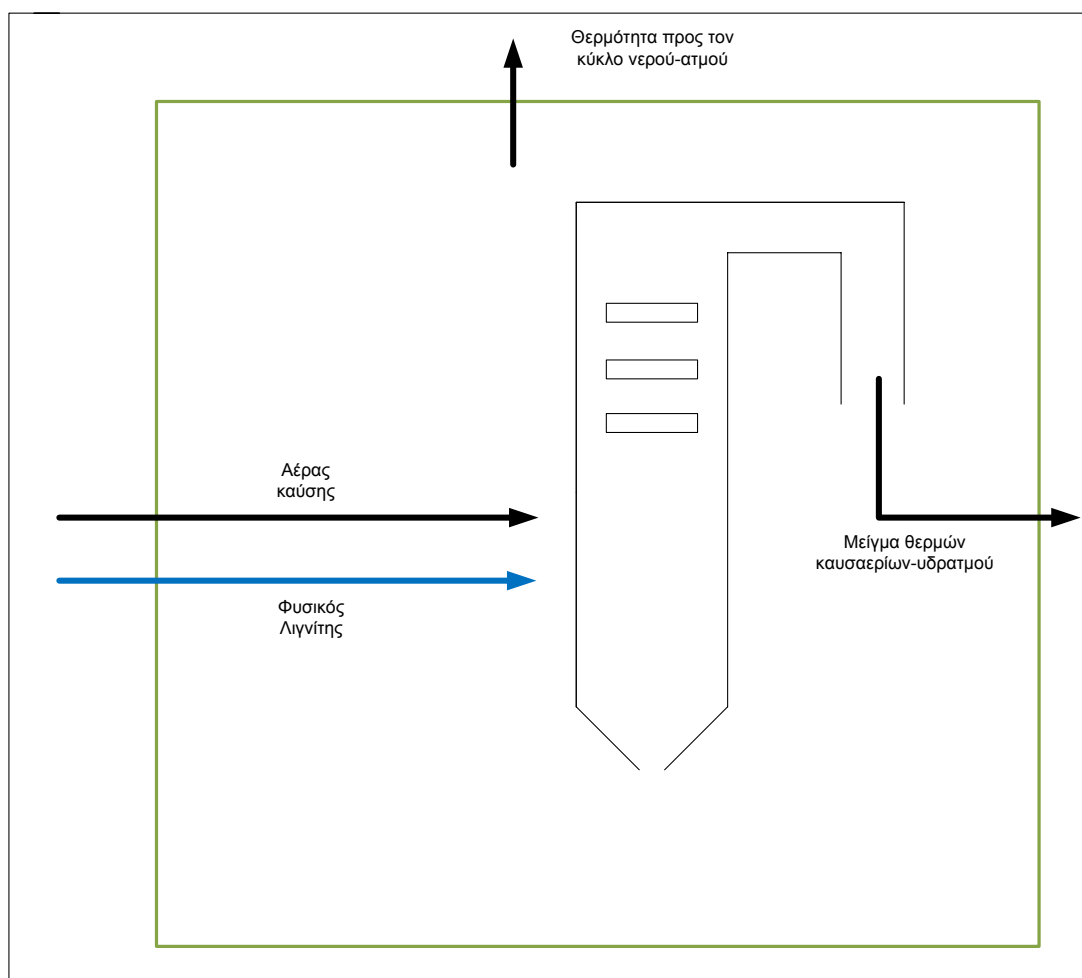 Θερμότητα προς τον
κύκλο νερού-ατμού
Αέρας
καύσης
Φυσικός
Λιγνίτης
Μείγμα θερμών
καυσαερίων-υδρατμού